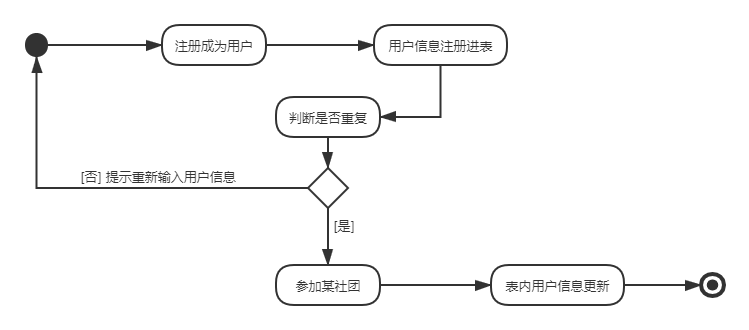 注册成为用户
用户信息注册进表
判断是否重复
[否] 提示重新输入用户信息
[是]
参加某社团
表内用户信息更新